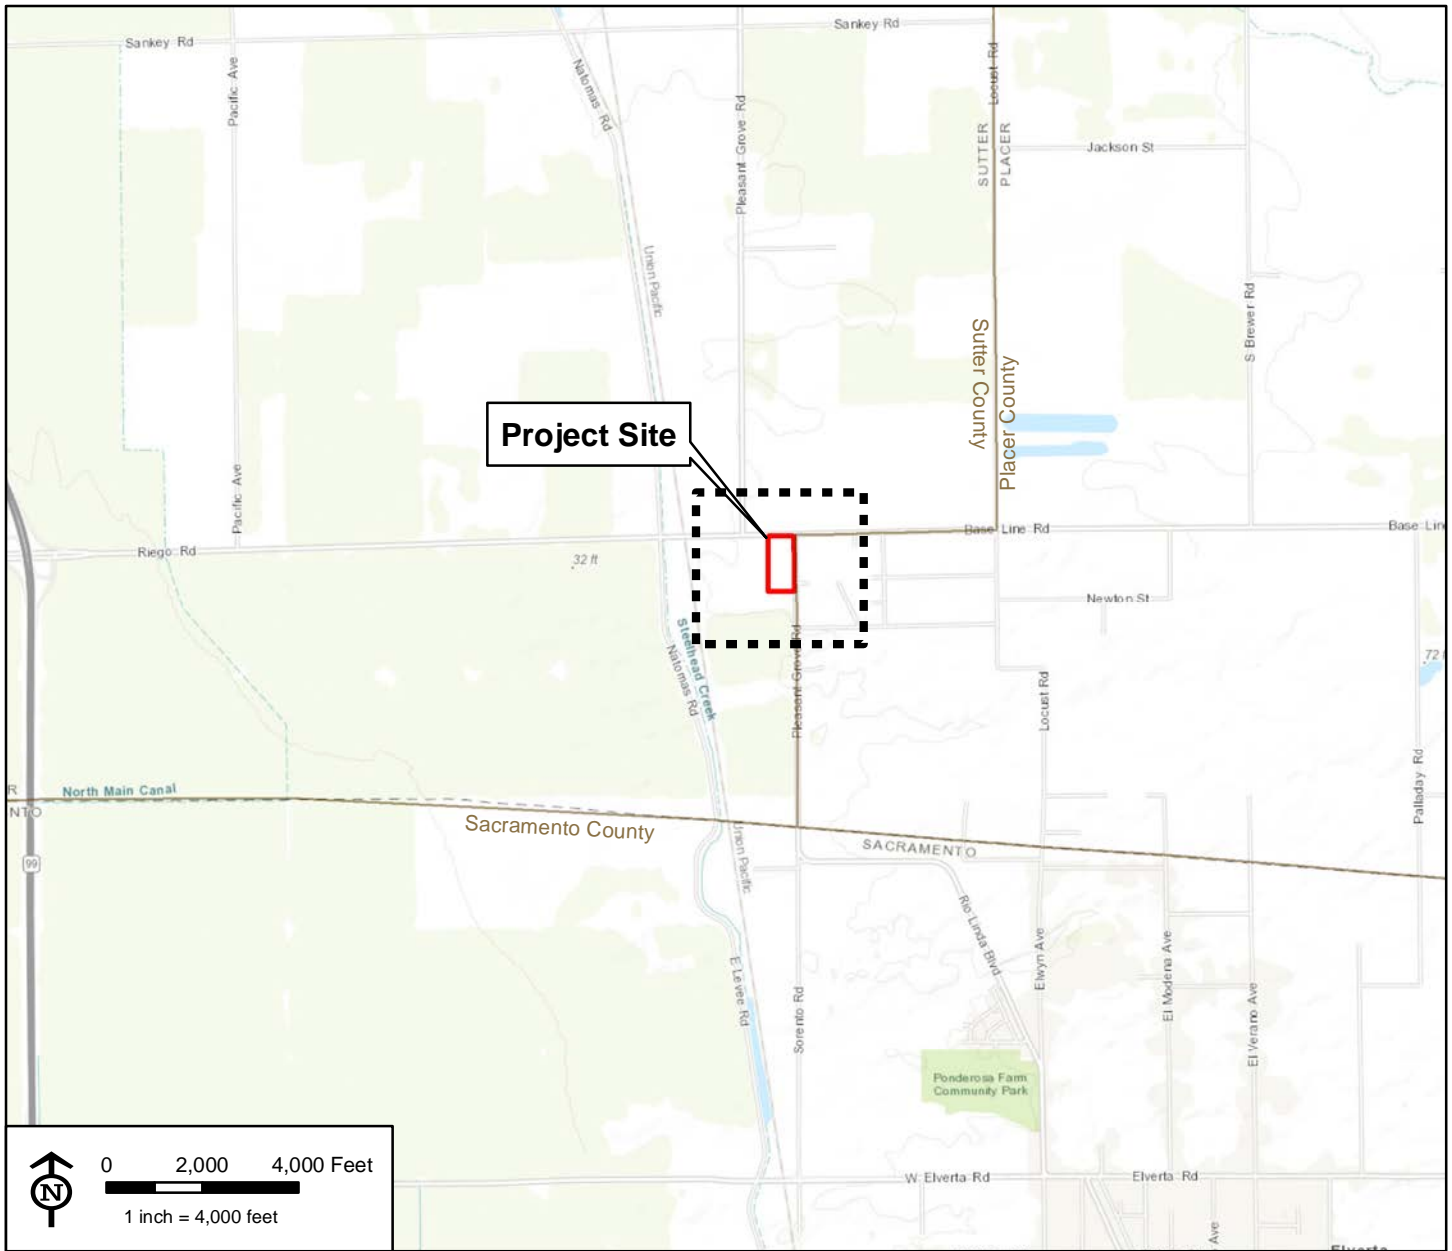 Sankey Rd
Sankey Rd
Pacific Ave
Natomas Rd
Pleasant Grove Rd
Locust Rd
SUTTER
PLACER
Jackson St
Union Pacific
S Brewer Rd
Sutter County
Placer County
Project Site
Pacific Ave
Riego Rd
32 ft
Base Line Rd
Base Lin
Newton St
Steelhead Creek
Natomas Rd
Pleasant Grove Rd
Locust Rd
72 f
Palladay Rd
North Main Canal
R
NTO
99
Sacramento County
SACRAMENTO
Union Pacific
Rio Linda Blvd
Elwyn Ave
El Modena Ave
El Verano Ave
E Levee Rd
Sorento Rd
Ponderosa Farm
Community Park
W Elverta Rd
Elverta Rd
Ave
Elverta
N
0 2,000 4,000 Feet
1 inch = 4,000 feet